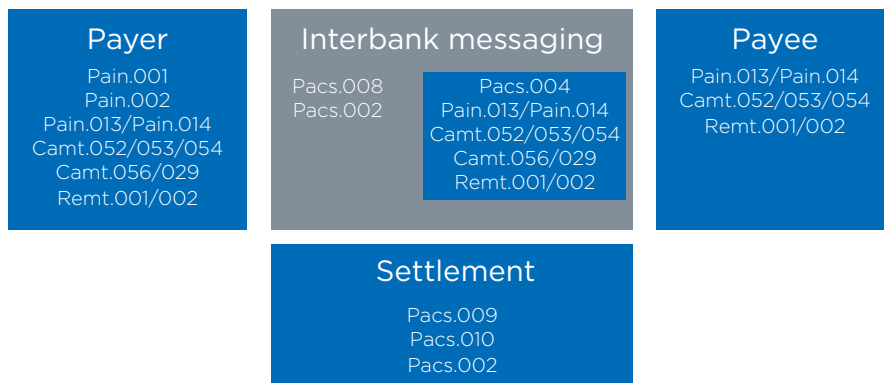 Payer
Pain.001
Pain.002
Pain.013/Pain.014
Camt.052/053/054
Camt.056/029
Remt.001/002
Interbank messaging
Pacs.008
Pacs.002
Pacs.004
Pain.013/Pain.014
Camt.052/053/054
Camt.056/029
Remt.001/002
Payee
Pain.013/Pain.014
Camt.052/053/054
Remt.001/002
Settlement
Pacs.009
Pacs.010
Pacs.002